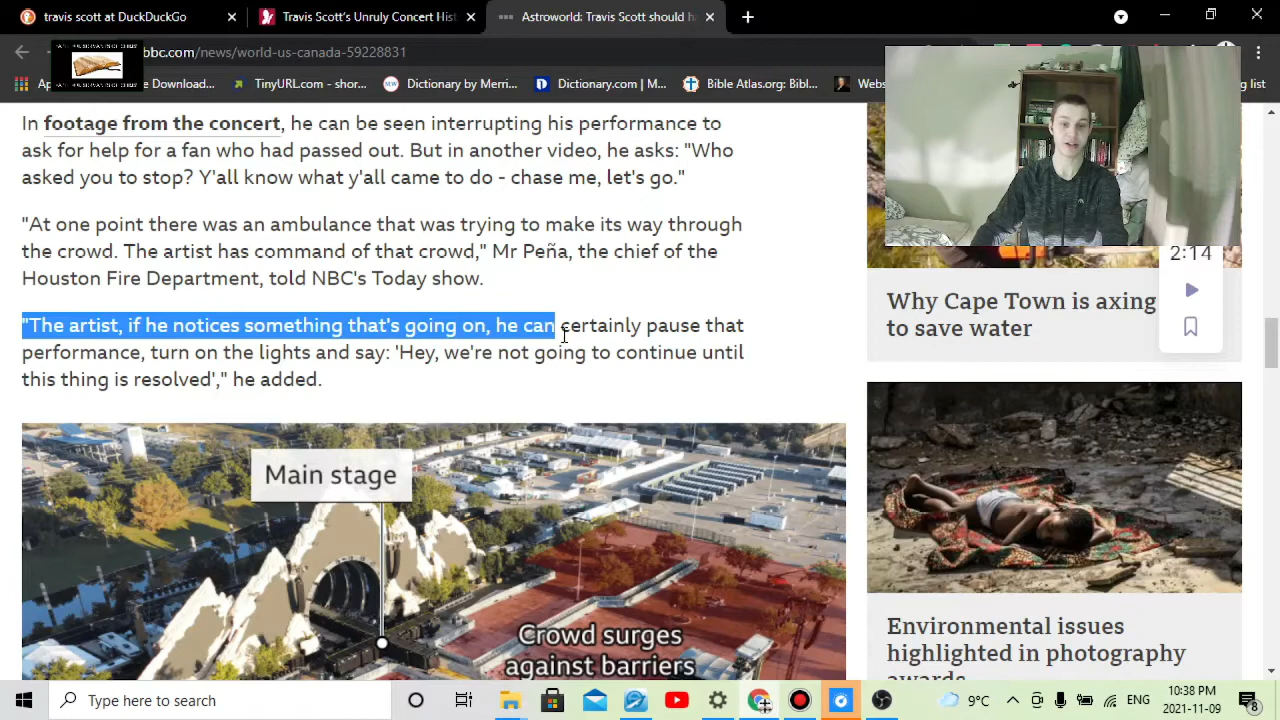 travis scott at DuckDuckGo
Travis Scott's Unruly Concert Hist
Astroworld: Travis Scott should ha
bbc.com/news/world-us-canada-59228831
Ap
e Download...
TinyURL.com - shor...
MW
Dictionary by Merri...
D
Dictionary.com | M...
Bible Atlas.org: Bibl...
Webs
g list
In footage from the concert, he can be seen interrupting his performance to
ask for help for a fan who had passed out. But in another video, he asks: "Who
asked you to stop? Y'all know what y'all came to do - chase me, let's go."
"At one point there was an ambulance that was trying to make its way through
the crowd. The artist has command of that crowd," Mr Peña, the chief of the
Houston Fire Department, told NBC's Today show.
"The artist, if he notices something that's going on, he can certainly pause that
performance, turn on the lights and say: 'Hey, we're not going to continue until
this thing is resolved'," he added.
Main stage
Crowd surges
against barriers
2:14
Why Cape Town is axing
to save water
Environmental issues
highlighted in photography
awards
Type here to search
9°C
ENG
10:38 PM
2021-11-09
8